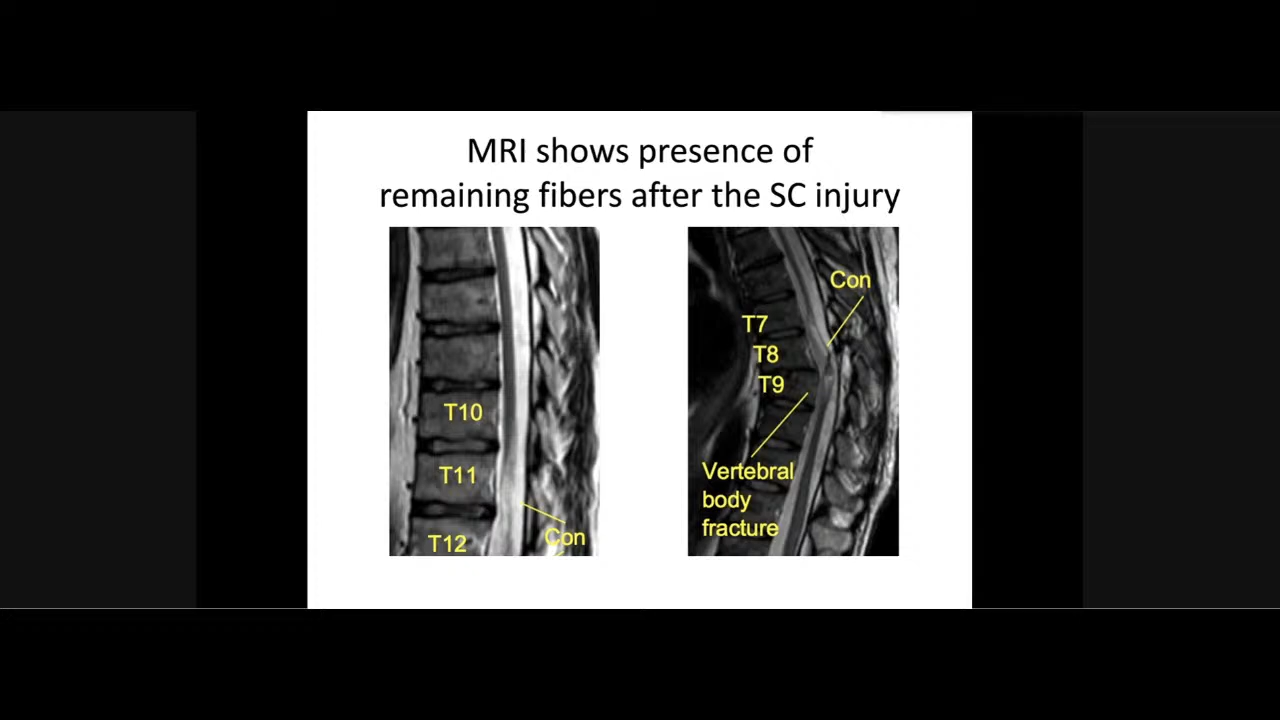 MRI shows presence of
remaining fibers after the SC injury
T10
T11
T12
Con
Con
T7
T8
T9
Vertebral
body
fracture